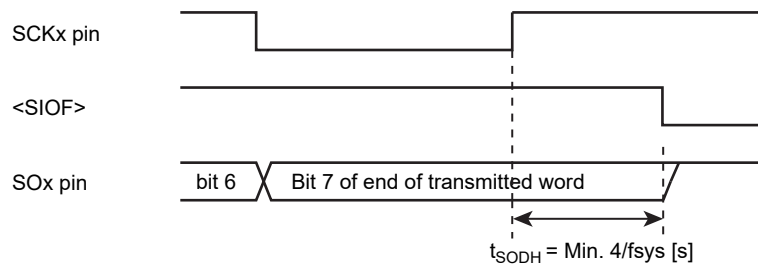 SCKx pin
<SIOF>
SOx pin
bit 6
Bit 7 of end of transmitted word
tSODH = Min. 4/fsys [s]